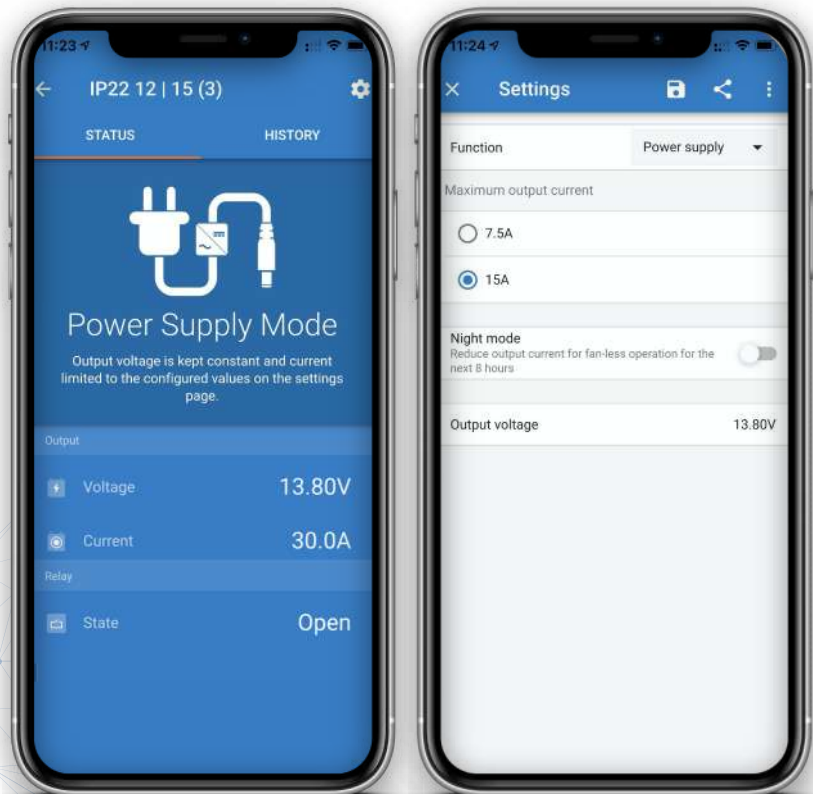 11:23
IP22 12 | 15 (3)
STATUS
HISTORY
Power Supply Mode
Output voltage is kept constant and current
limited to the configured values on the settings
page.
Output
Voltage
13.80V
Current
30.0A
Relay
State
Open
11:24
Settings
Function
Power supply
Maximum output current
7.5A
15A
Night mode
Reduce output current for fan-less operation for the
next 8 hours
Output voltage
13.80V